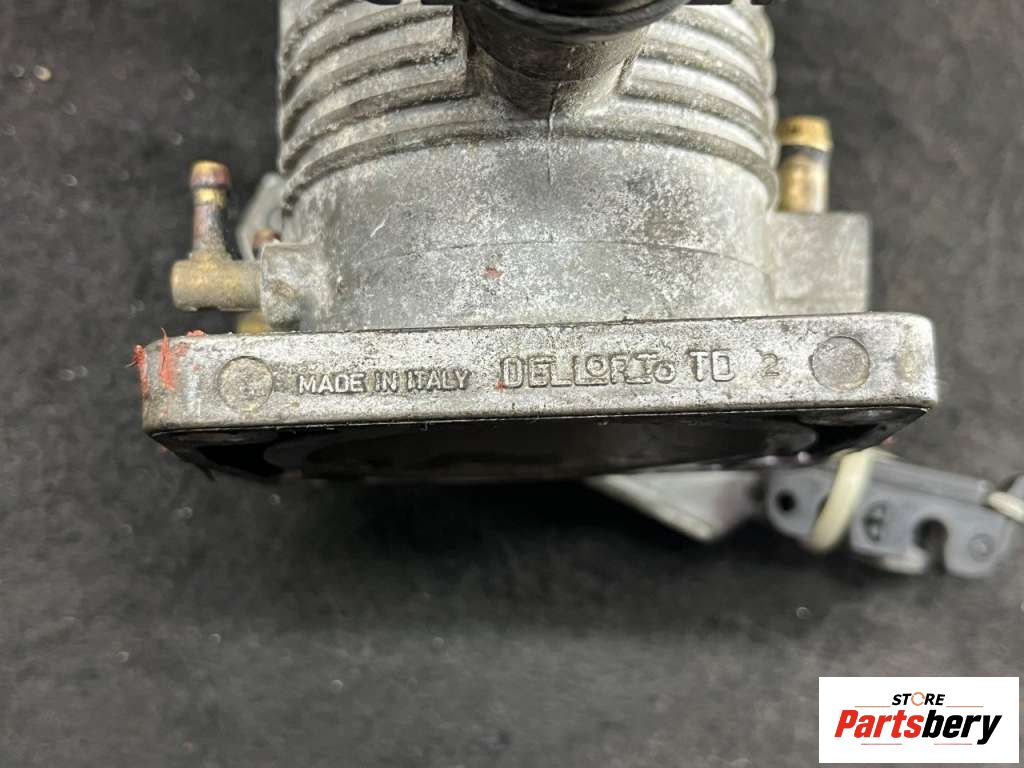 MADE IN ITALY DELLORTO TD 2
STORE
Partsbery